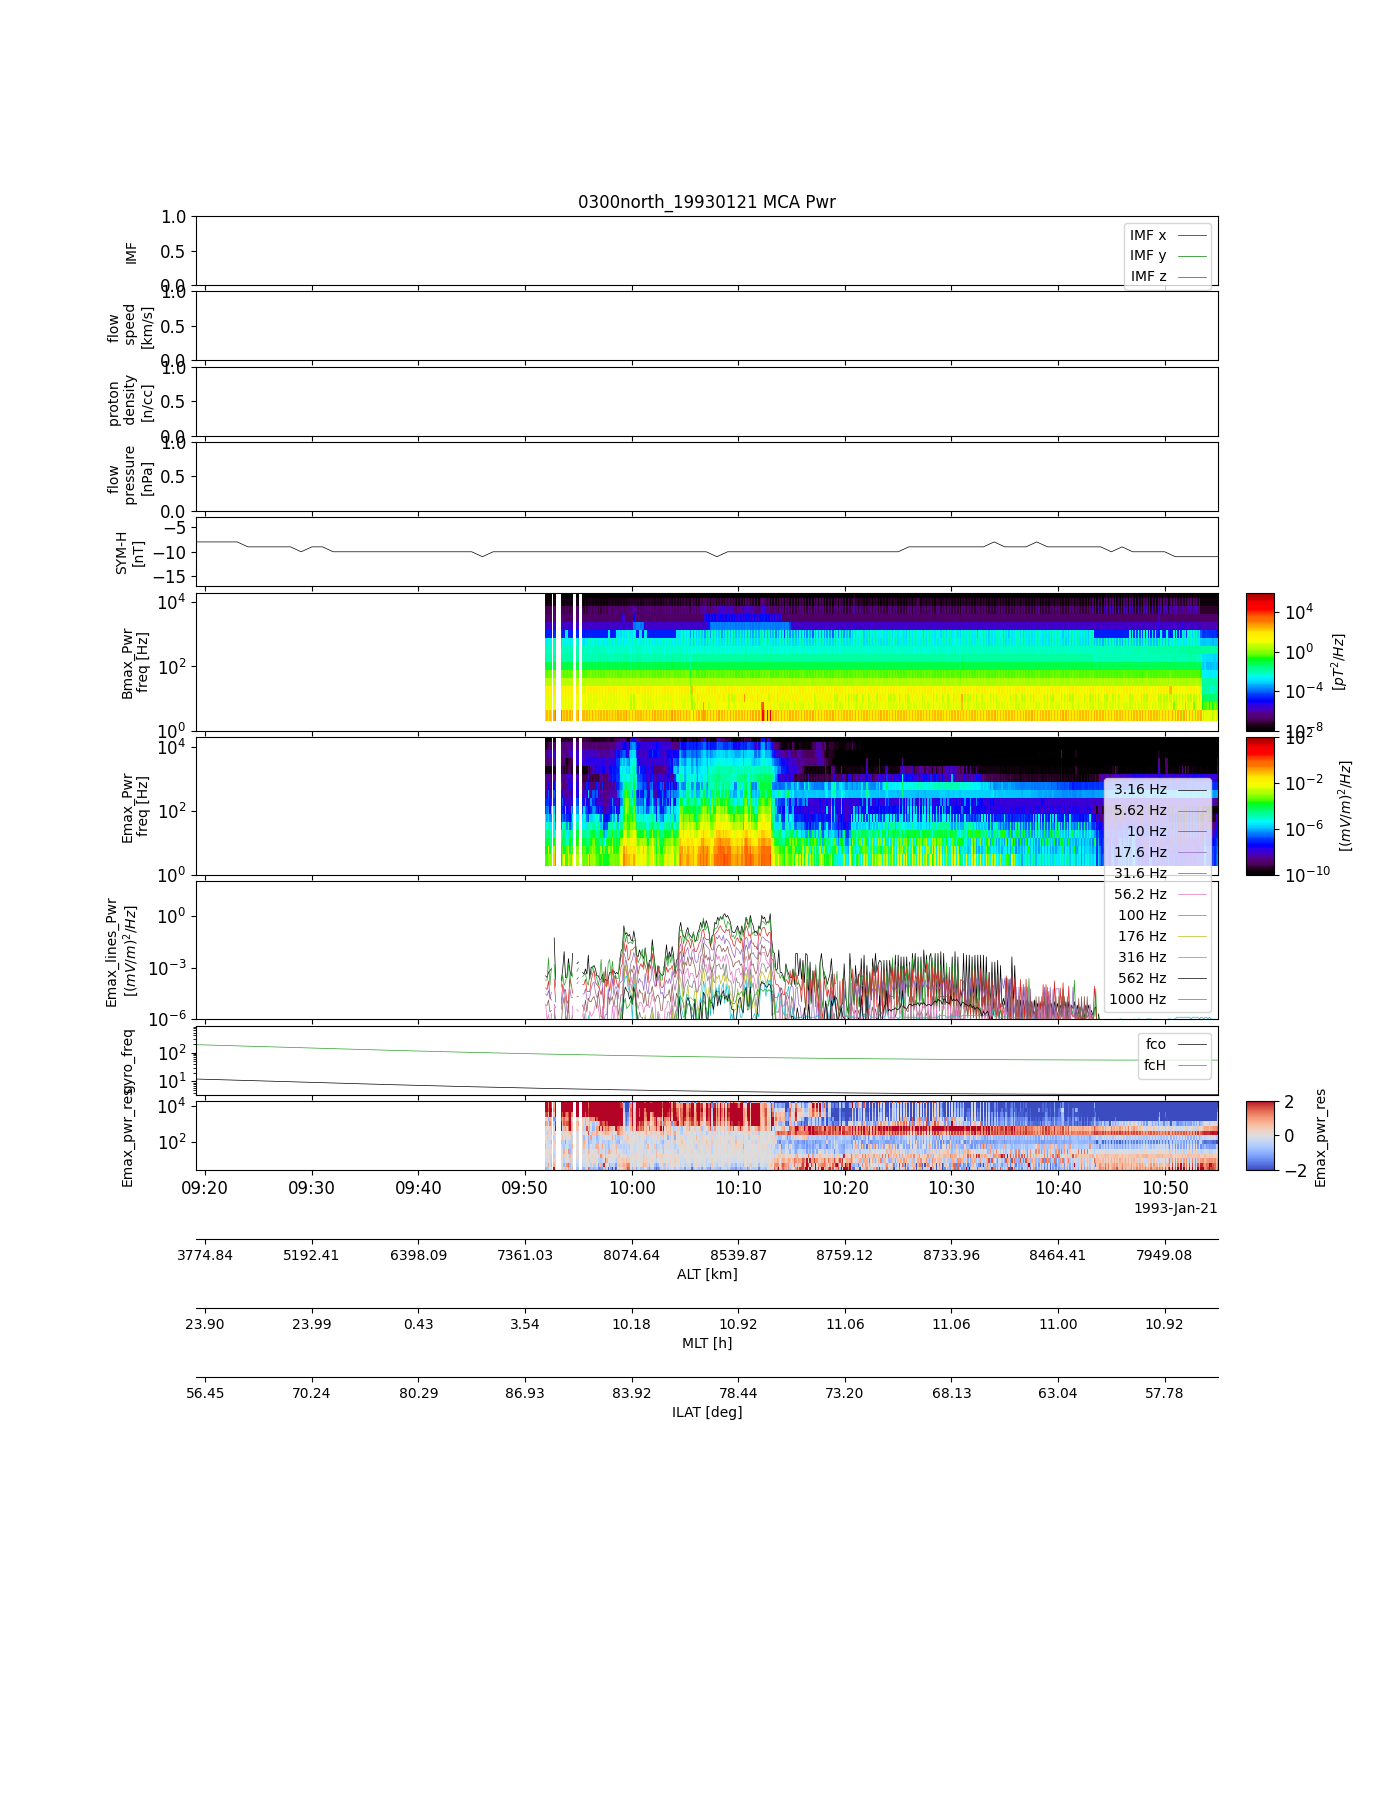 0300north_19930121 MCA Pwr
1.0
0.5
0.0
IMF
IMF x
IMF y
IMF z
1.0
0.5
0.0
flow
speed
[km/s]
1.0
0.5
0.0
proton
density
[n/cc]
1.0
0.5
0.0
flow
pressure
[nPa]
−5
−10
−15
SYM-H
[nT]
10^4
10^2
10^0
Bmax_Pwr
freq [Hz]
10^4
10^0
10^−4
10^−8
[pT^2/Hz]
10^4
10^2
10^0
Emax_Pwr
freq [Hz]
10^2
10^−2
10^−6
10^−10
[(mV/m)^2/Hz]
3.16 Hz
5.62 Hz
10 Hz
17.6 Hz
31.6 Hz
56.2 Hz
100 Hz
176 Hz
316 Hz
562 Hz
1000 Hz
10^0
10^−3
10^−6
Emax_lines_Pwr
[(mV/m)^2/Hz]
10^2
10^1
gyro_freq
fco
fcH
10^4
10^2
Emax_pwr_res
2
0
−2
Emax_pwr_res
09:20 09:30 09:40 09:50 10:00 10:10 10:20 10:30 10:40 10:50
1993-Jan-21
3774.84 5192.41 6398.09 7361.03 8074.64 8539.87 8759.12 8733.96 8464.41 7949.08
ALT [km]
23.90 23.99 0.43 3.54 10.18 10.92 11.06 11.06 11.00 10.92
MLT [h]
56.45 70.24 80.29 86.93 83.92 78.44 73.20 68.13 63.04 57.78
ILAT [deg]